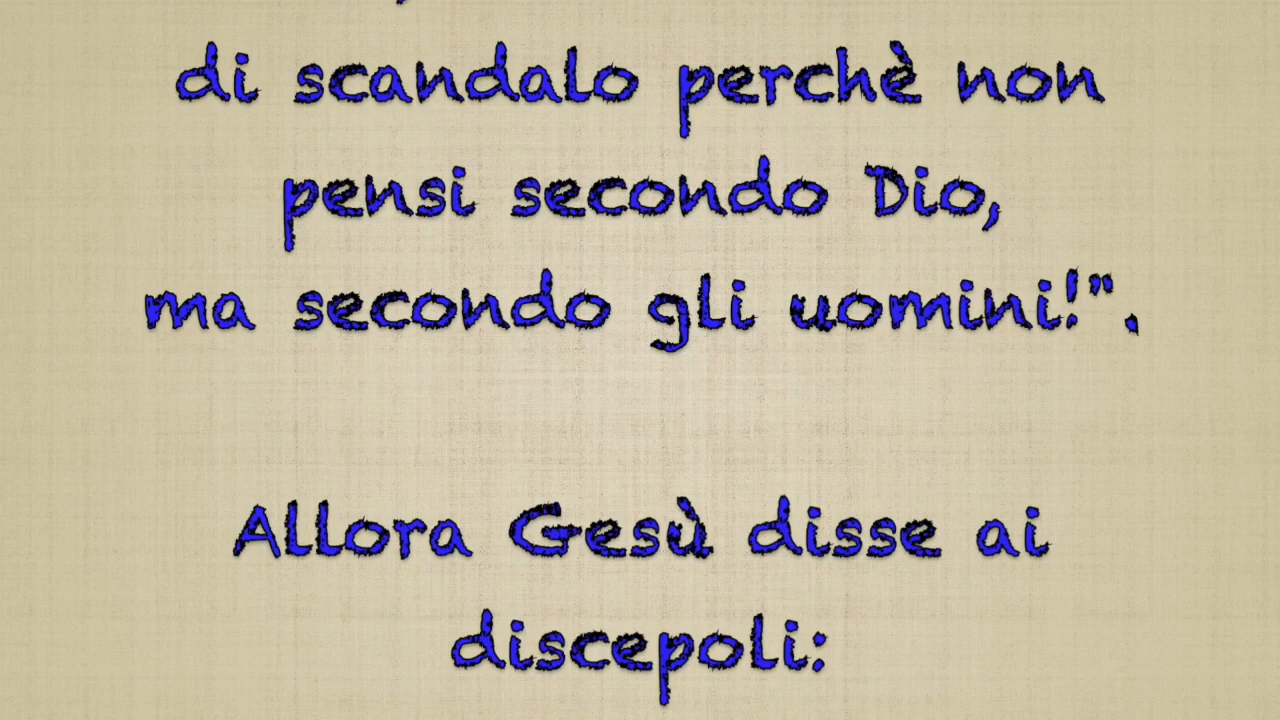 di scandalo perchè non
pensi secondo Dio,
ma secondo gli uomini!".
Allora Gesù disse ai
discepoli: